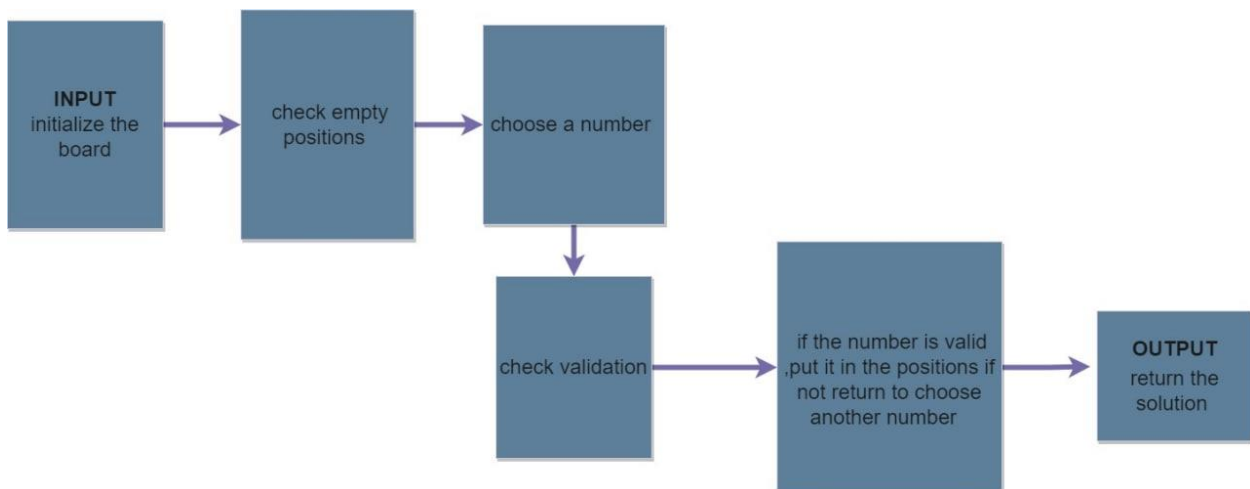 INPUT
initialize the
board
check empty
positions
choose a number
check validation
if the number is valid
,put it in the positions if
not return to choose
another number
OUTPUT
return the
solution